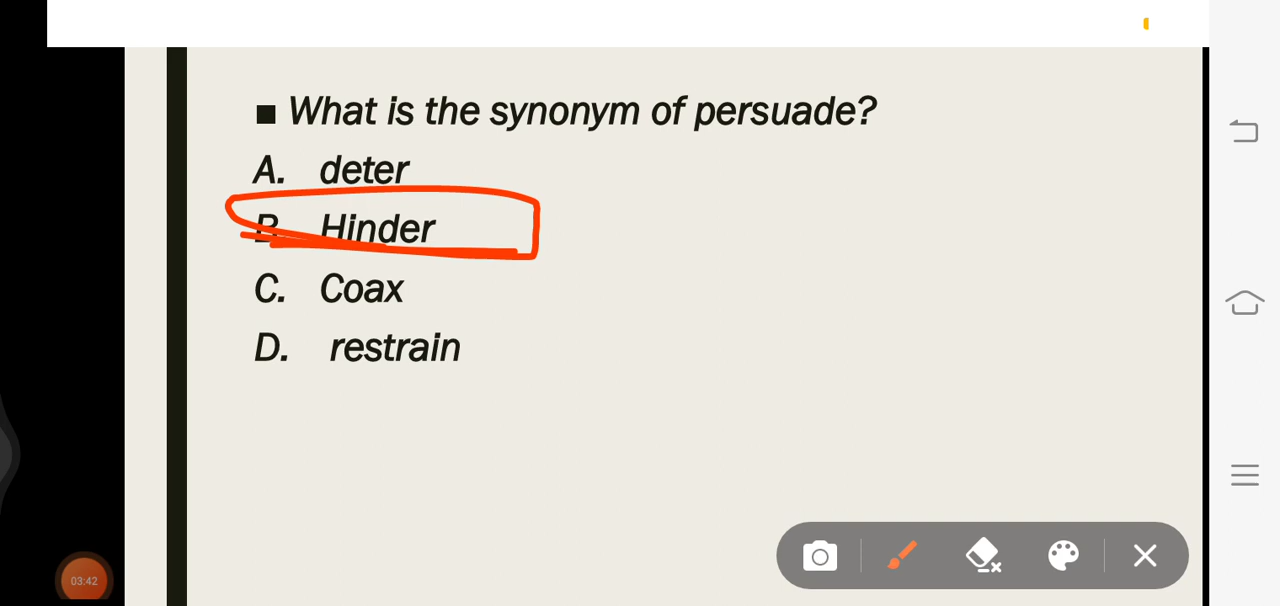 ■ What is the synonym of persuade?
A. deter
B. Hinder
C. Coax
D. restrain
03:42